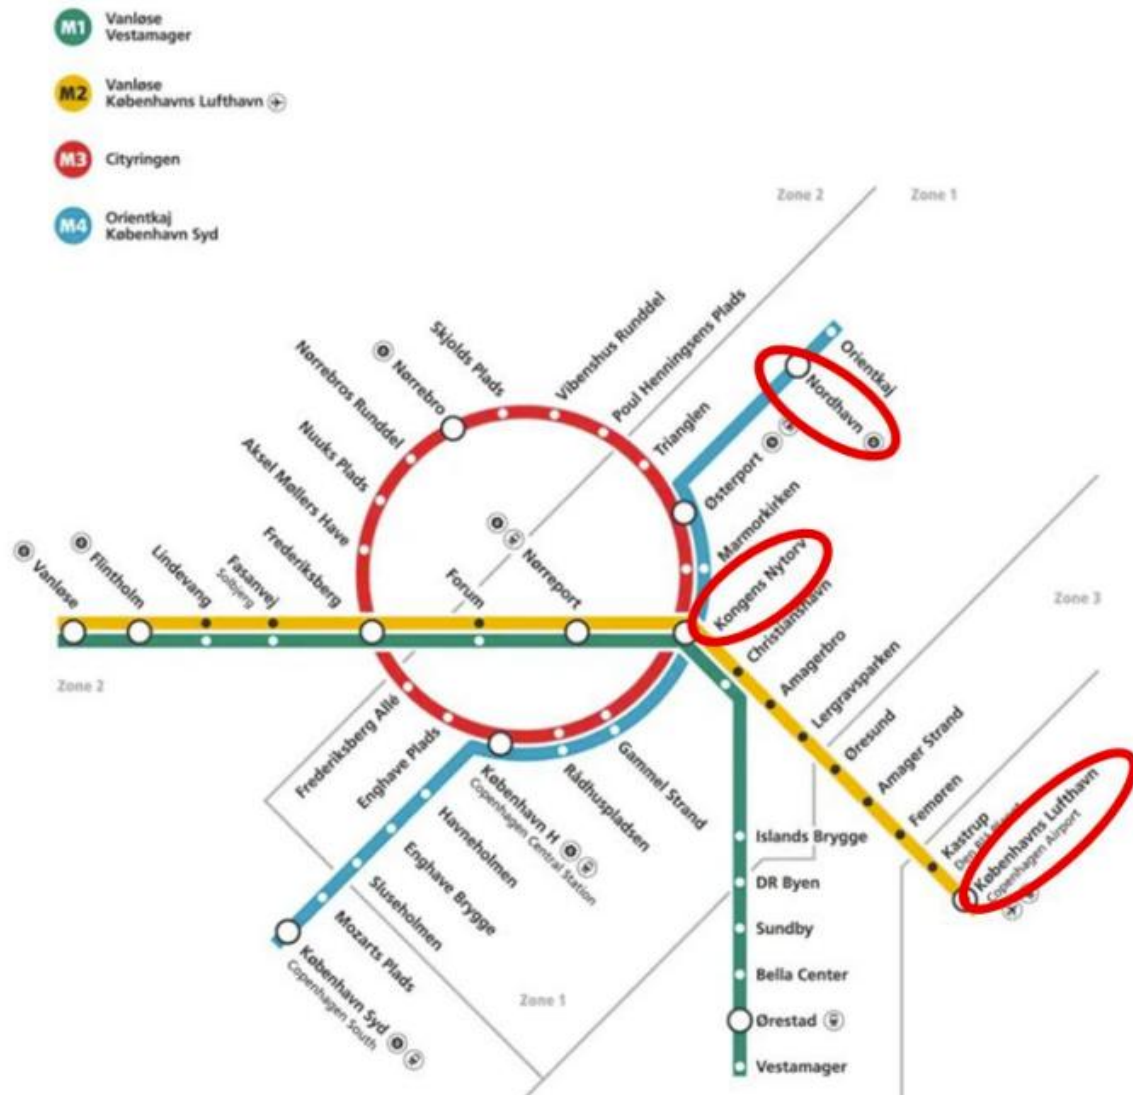 M1 Vanløse
Vestamager
M2 Vanløse
Københavns Lufthavn
M3 Cityringen
M4 Orientkaj
København Syd
Zone 2
Zone 1
Orientkaj
Nordhavn
Østerport
Trianglen
Poul Henningsens Plads
Vibenshus Runddel
Skjolds Plads
Nørrebro
Nørrebros Runddel
Nuuks Plads
Aksel Møllers Have
Frederiksberg
Fasanvej
Solbjerg
Lindevang
Flintholm
Vanløse
Forum
Nørreport
Marmorkirken
Kongens Nytorv
Christianshavn
Amagerbro
Lergravsparken
Øresund
Amager Strand
Femøren
Kastrup
Københavns Lufthavn
Copenhagen Airport
Zone 3
Zone 2
Frederiksberg Allé
Enghave Plads
København H
Copenhagen Central Station
Rådhuspladsen
Gammel Strand
Havneholmen
Enghave Brygge
Sluseholmen
Mozarts Plads
København Syd
Copenhagen South
Zone 1
Islands Brygge
DR Byen
Sundby
Bella Center
Ørestad
Vestamager